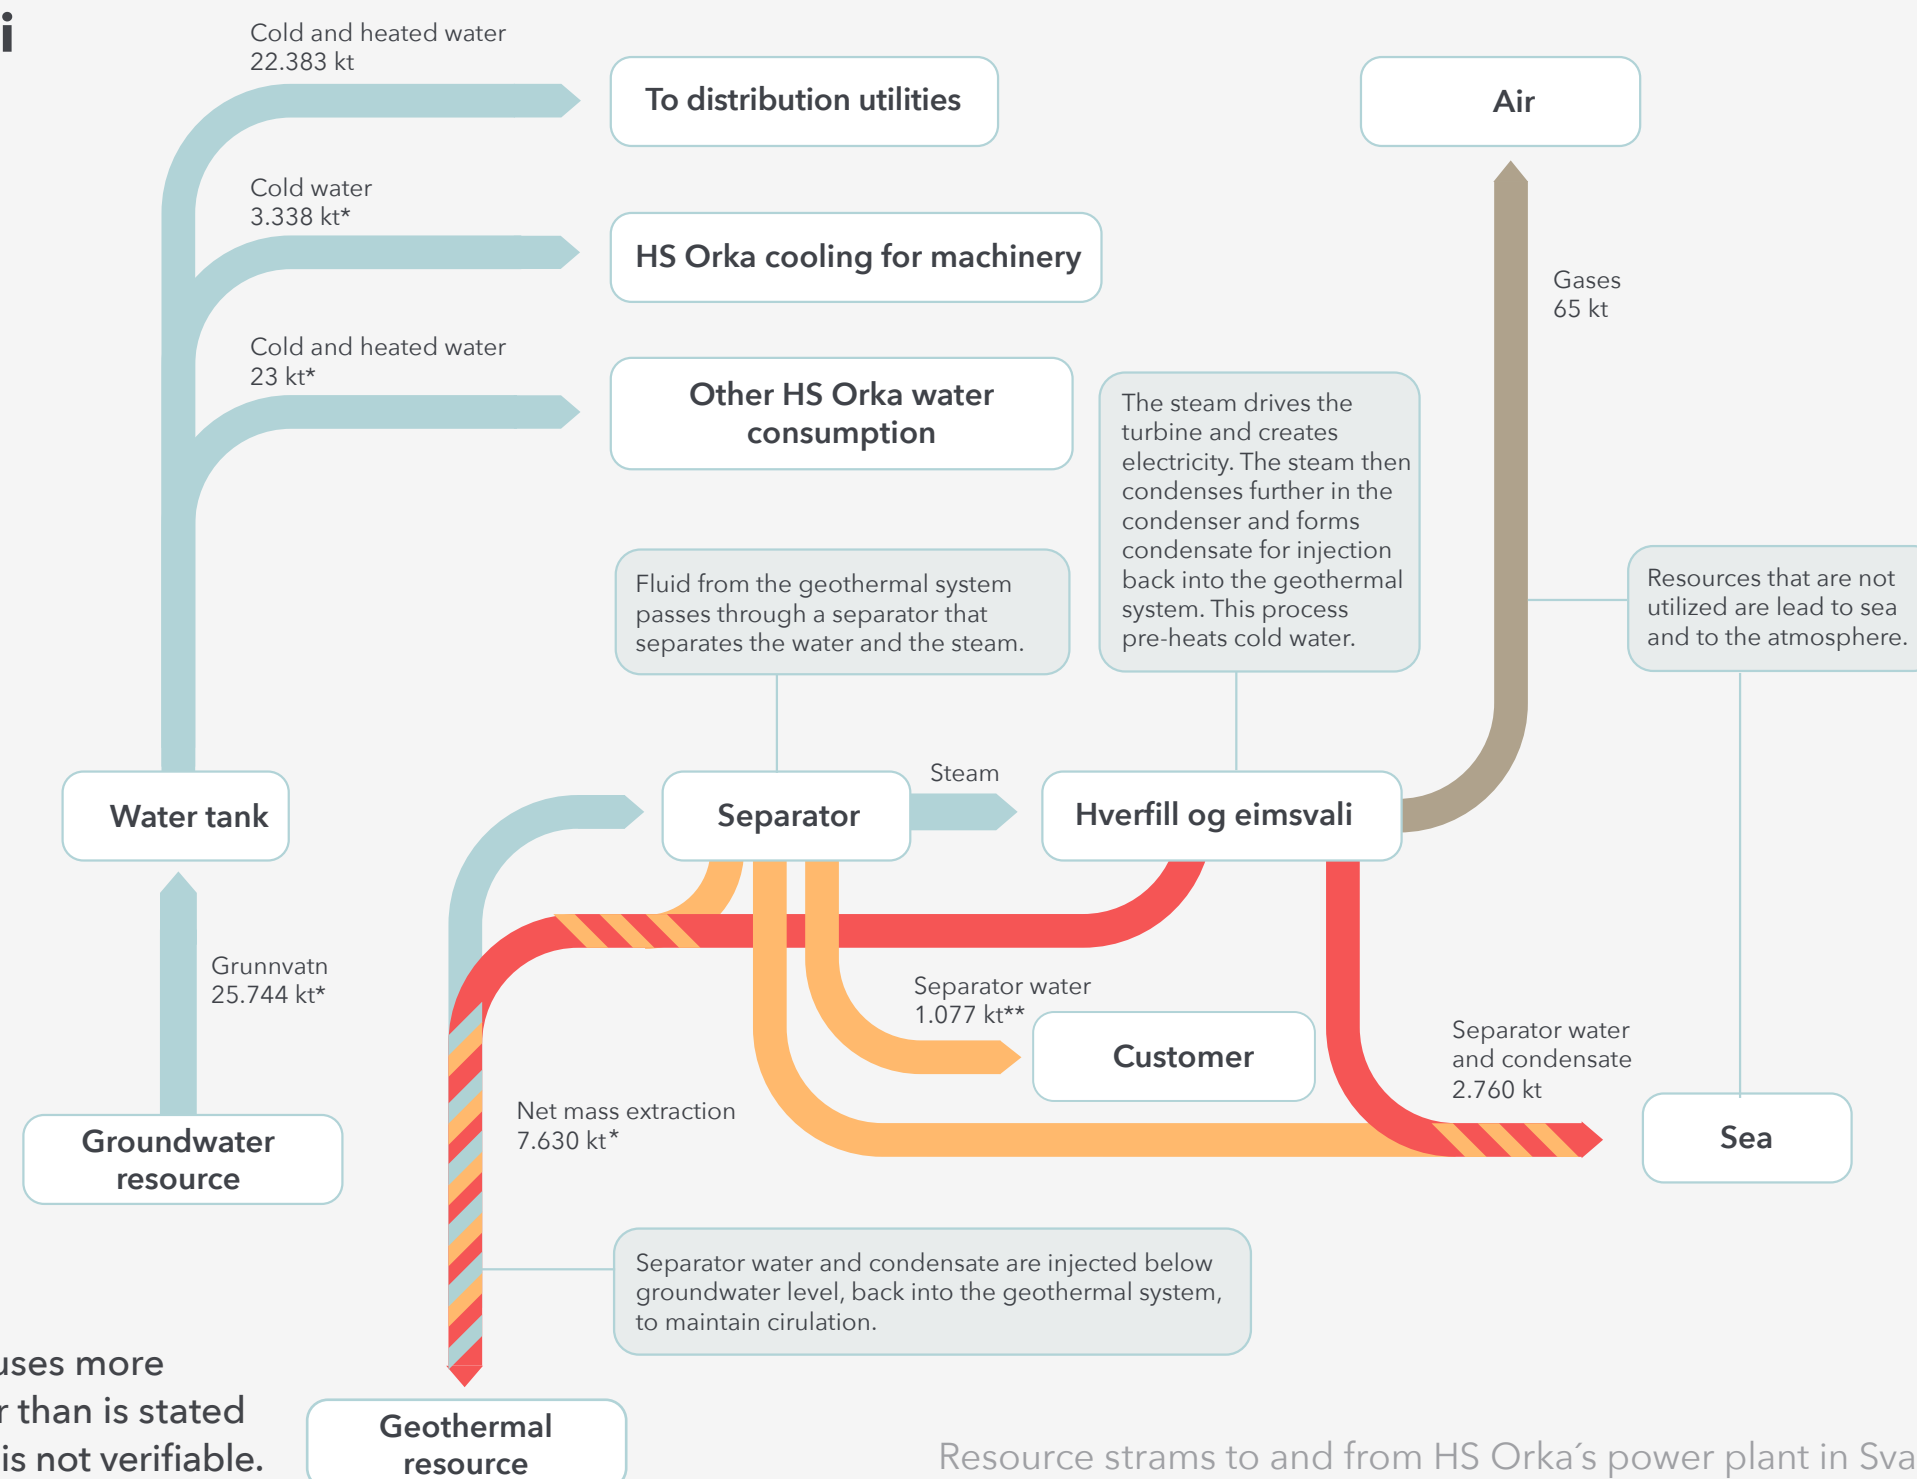 i
Cold and heated water
22.383 kt
To distribution utilities
Air
Cold water
3.338 kt*
HS Orka cooling for machinery
Gases
65 kt
Cold and heated water
23 kt*
Other HS Orka water
consumption
The steam drives the
turbine and creates
electricity. The steam then
condenses further in the
condenser and forms
condensate for injection
back into the geothermal
system. This process
pre-heats cold water.
Fluid from the geothermal system
passes through a separator that
separates the water and the steam.
Resources that are not
utilized are lead to sea
and to the atmosphere.
Water tank
Separator
Steam
Hverfill og eimsvali
Grunnvatn
25.744 kt*
Separator water
1.077 kt**
Customer
Separator water
and condensate
2.760 kt
Net mass extraction
7.630 kt*
Groundwater
resource
Sea
Separator water and condensate are injected below
groundwater level, back into the geothermal system,
to maintain cirulation.
uses more
r than is stated
is not verifiable.
Geothermal
resource
Resource strams to and from HS Orka´s power plant in Sva